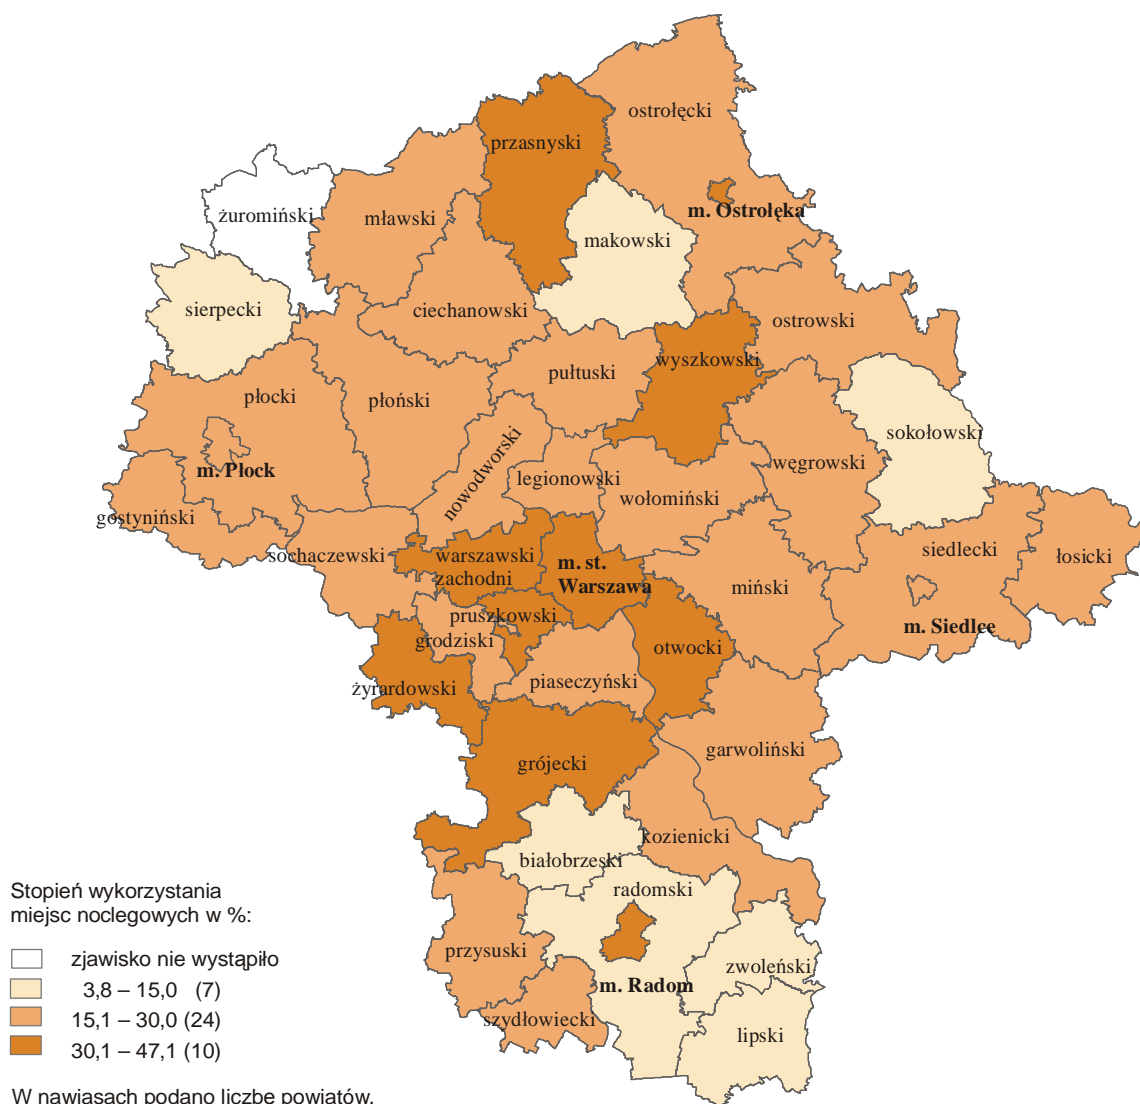 ostrołęcki
przasnyski
m. Ostrołęka
żuromiński
mławski
makowski
sierpecki
ciechanowski
ostrowski
wyszkowski
pułtuski
płocki
płoński
sokołowski
nowodworski
węgrowski
m. Płock
legionowski
wołomiński
gostyniński
sochaczewski
warszawski
zachodni
m. st.
Warszawa
siedlecki
łosicki
miński
pruszkowski
grodziski
m. Siedlce
otwocki
żyrardowski
piaseczyński
garwoliński
grójecki
kozienicki
białobrzeski
radomski
przysuski
zwoleński
m. Radom
szydłowiecki
lipski
Stopień wykorzystania
miejsc noclegowych w %:
zjawisko nie wystąpiło
3,8 – 15,0 (7)
15,1 – 30,0 (24)
30,1 – 47,1 (10)
W nawiasach podano liczbę powiatów.